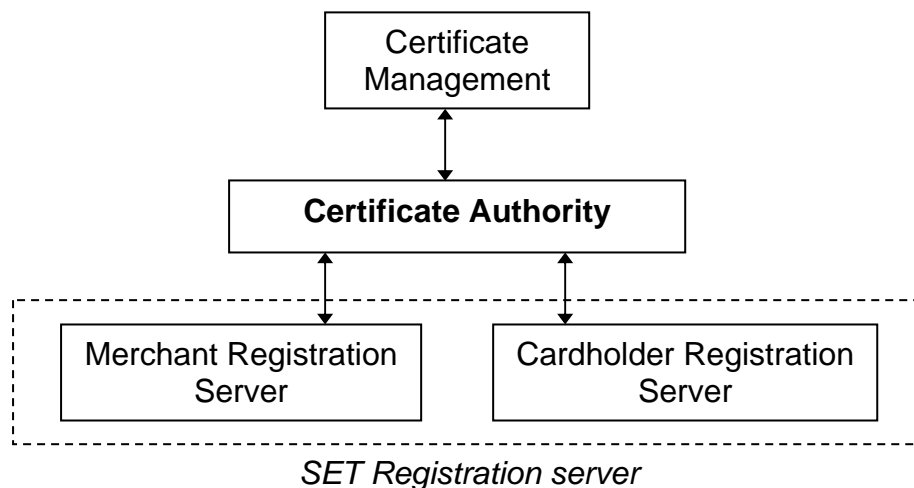 Certificate
Management
Certificate Authority
Merchant Registration
Server
Cardholder Registration
Server
SET Registration server